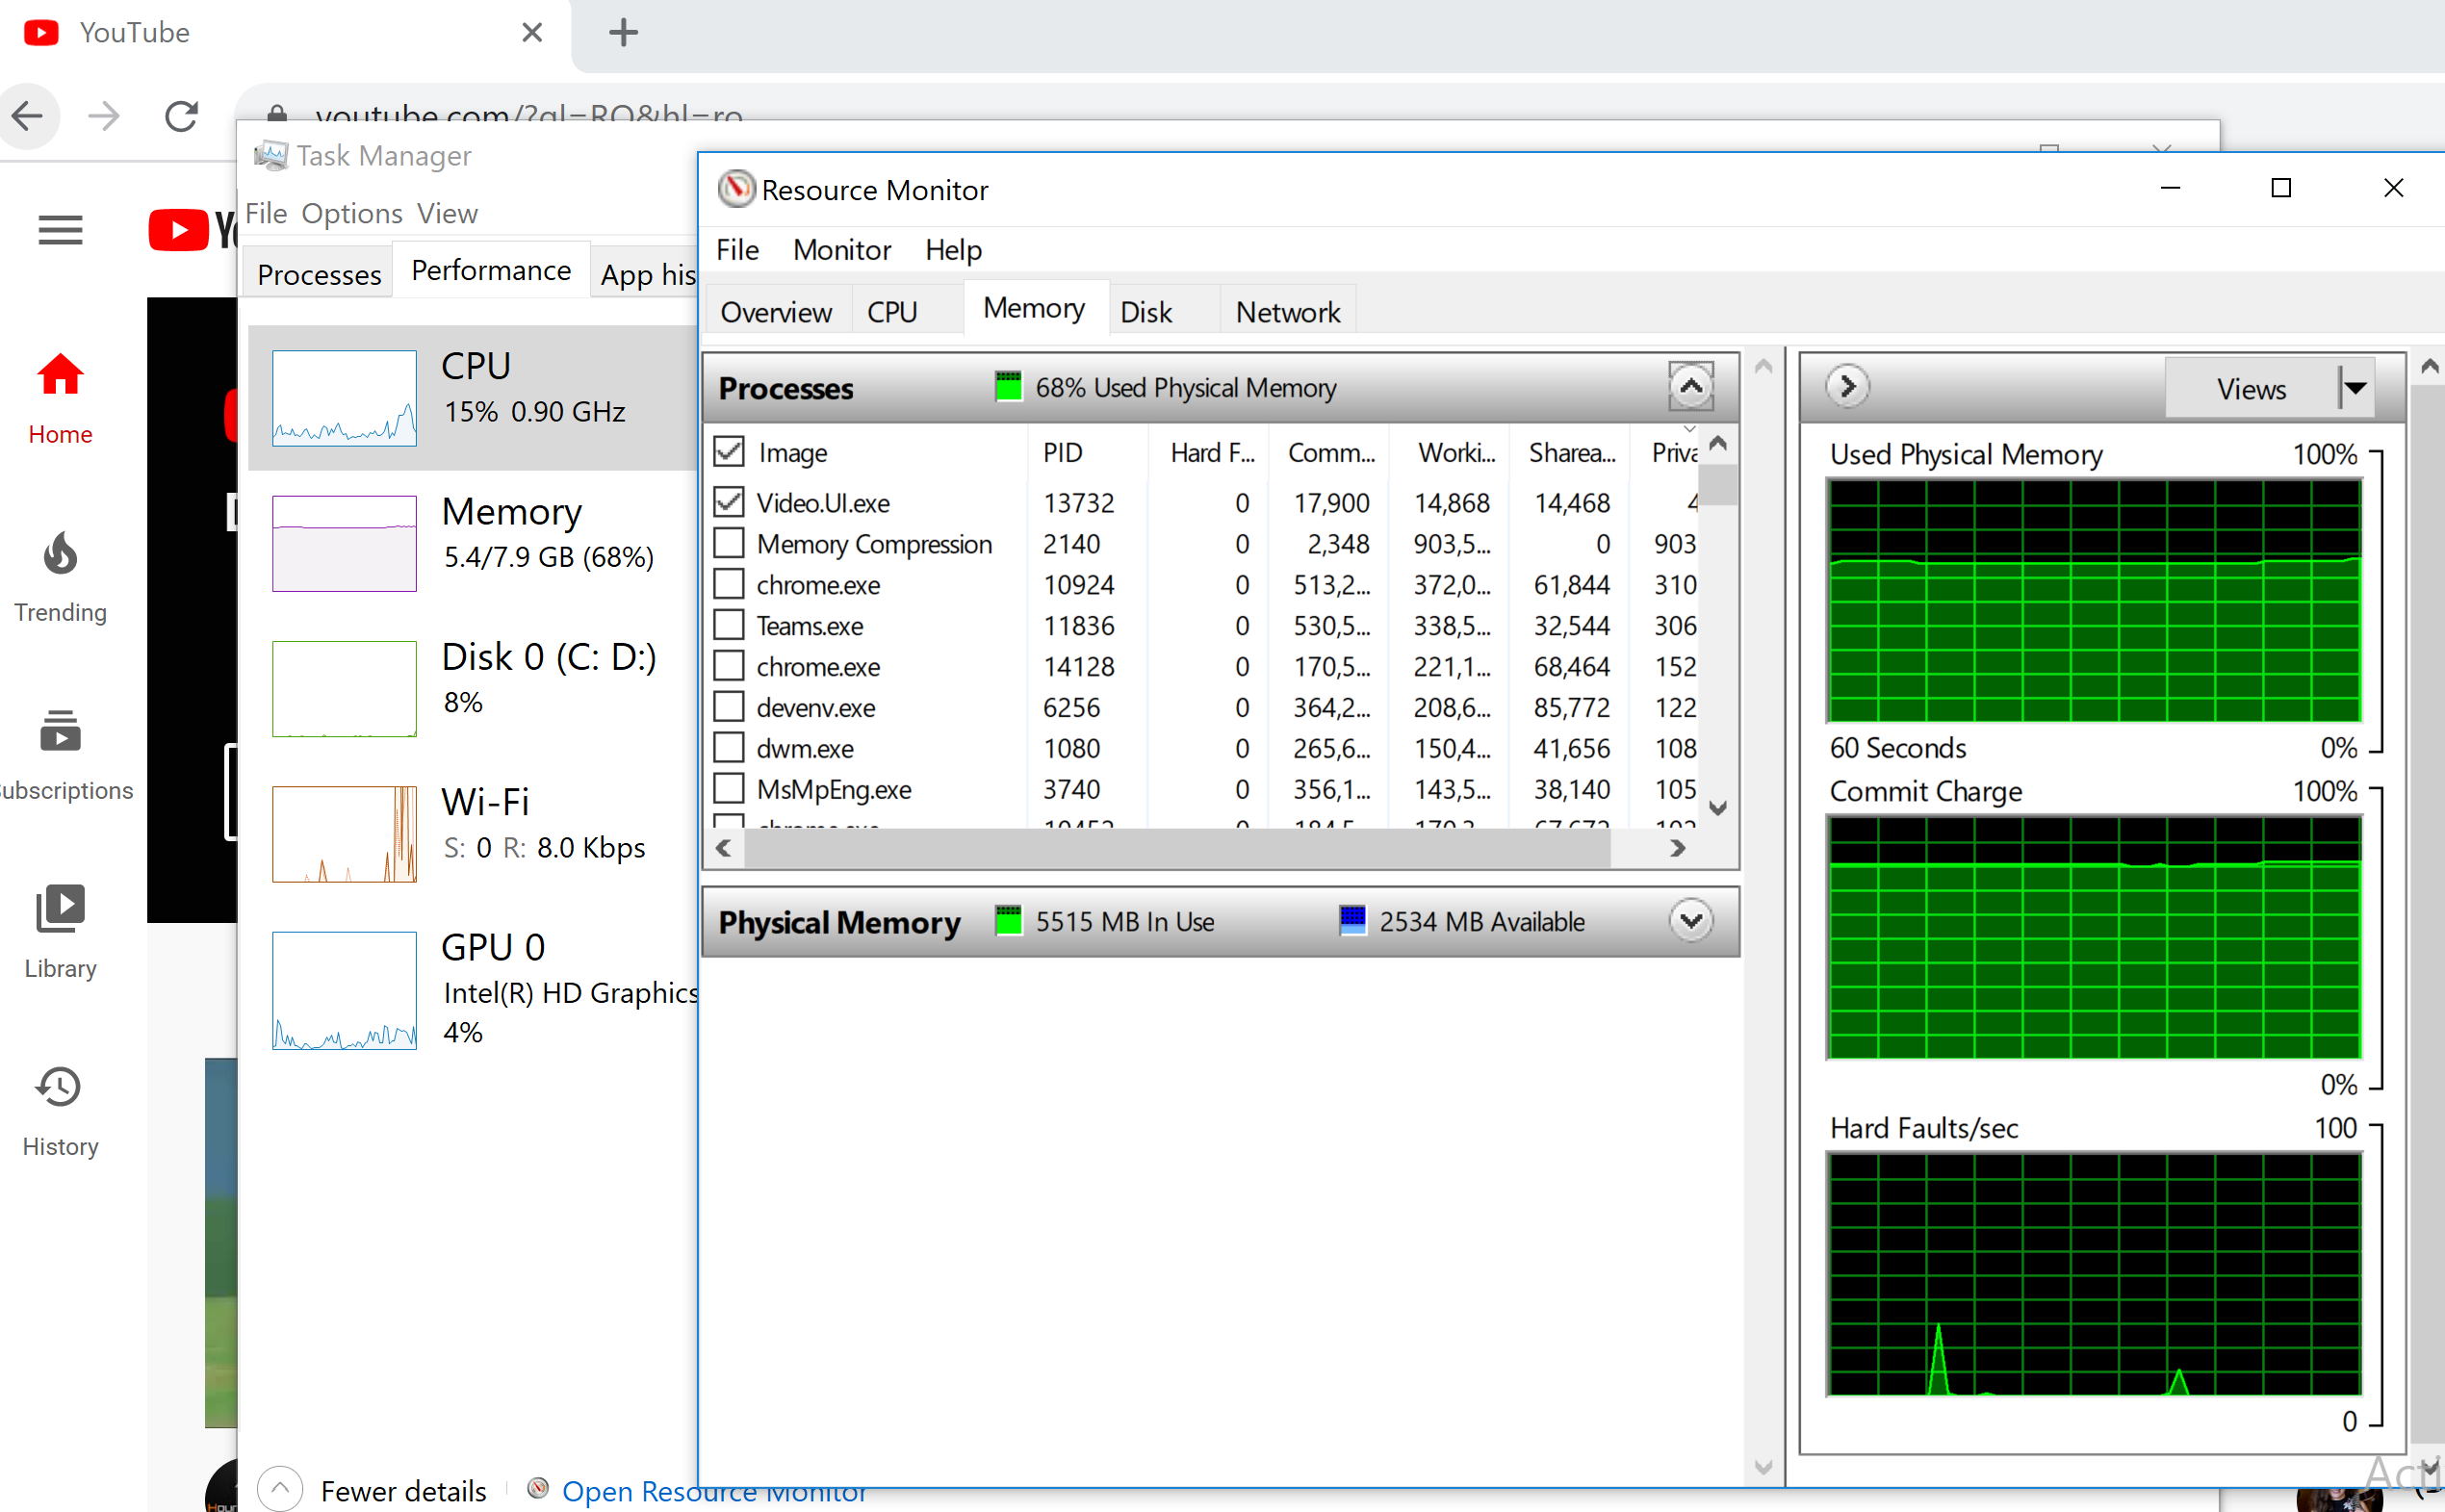 YouTube
youtube.com/?gl=RO&hl=ro
Task Manager
File Options View
Processes Performance App his
CPU
15% 0.90 GHz
Memory
5.4/7.9 GB (68%)
Disk 0 (C: D:)
8%
Wi-Fi
S: 0 R: 8.0 Kbps
GPU 0
Intel(R) HD Graphics
4%
Fewer details
Open Resource Monitor
Home
Trending
ubscriptions
Library
History
Resource Monitor
File Monitor Help
Overview CPU Memory Disk Network
Processes 68% Used Physical Memory
Image PID Hard F... Comm... Worki... Sharea... Priva
Video.UI.exe 13732 0 17,900 14,868 14,468 4
Memory Compression 2140 0 2,348 903,5... 0 903
chrome.exe 10924 0 513,2... 372,0... 61,844 310
Teams.exe 11836 0 530,5... 338,5... 32,544 306
chrome.exe 14128 0 170,5... 221,1... 68,464 152
devenv.exe 6256 0 364,2... 208,6... 85,772 122
dwm.exe 1080 0 265,6... 150,4... 41,656 108
MsMpEng.exe 3740 0 356,1... 143,5... 38,140 105
Physical Memory 5515 MB In Use 2534 MB Available
Views
Used Physical Memory 100%
60 Seconds 0%
Commit Charge 100%
0%
Hard Faults/sec 100
0
Acti